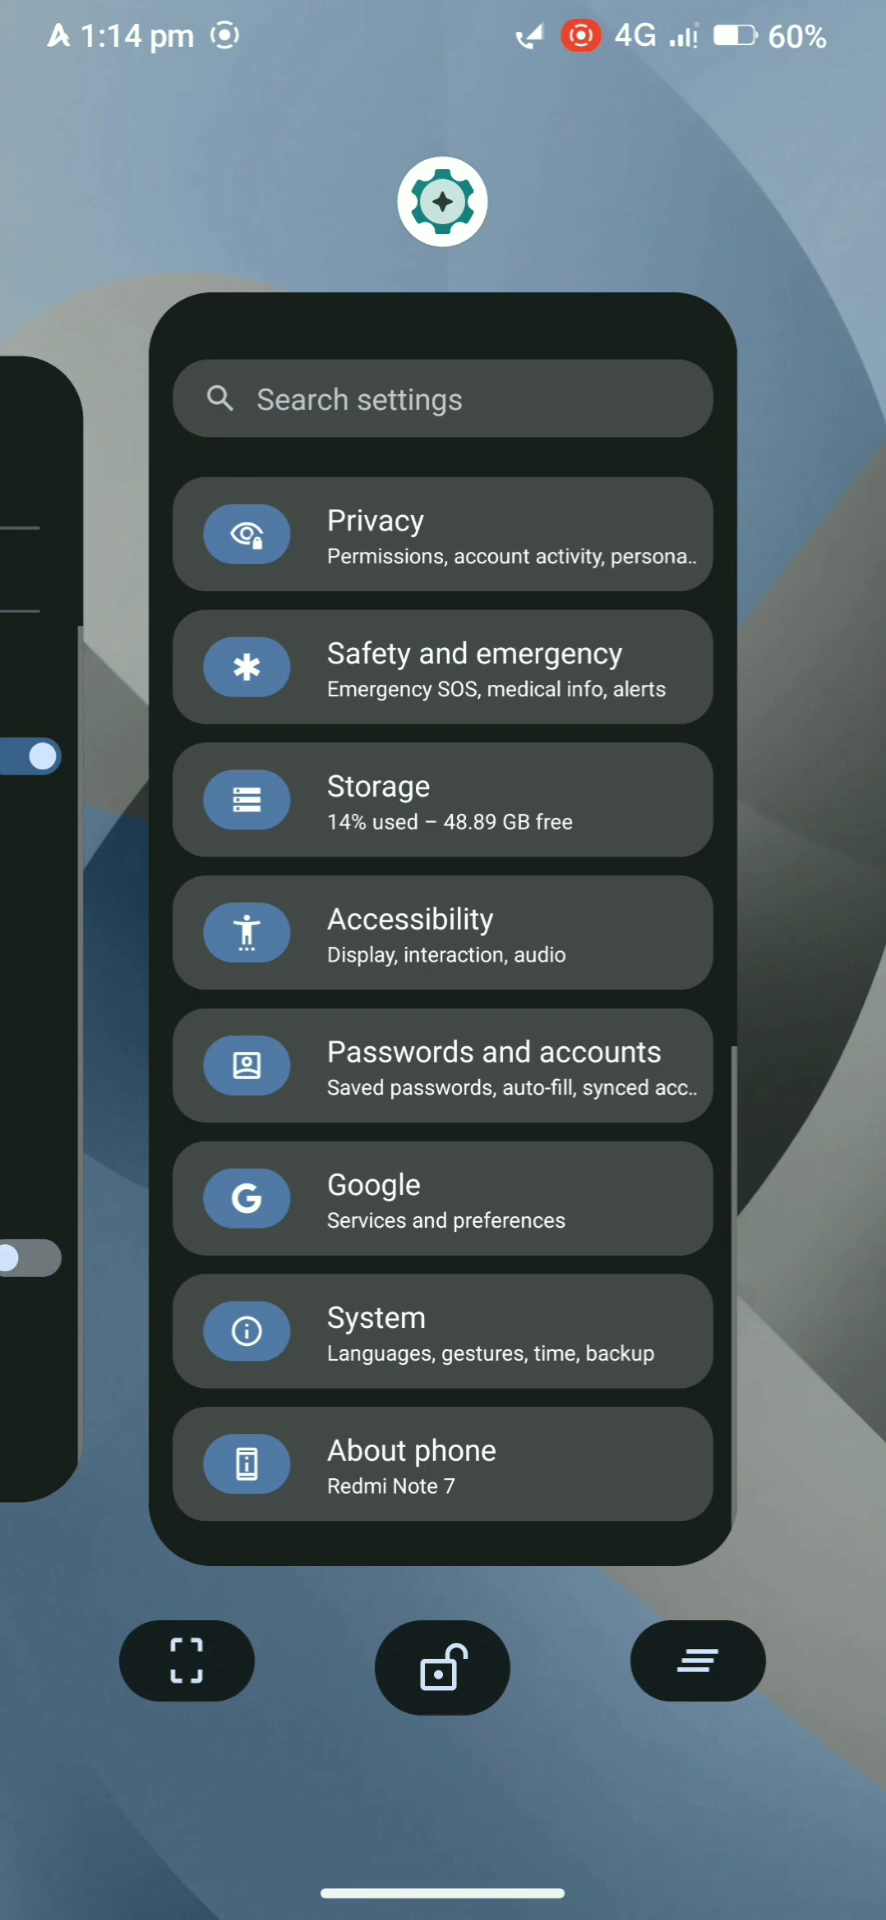 1:14 pm 4G 60%
Search settings
Privacy
Permissions, account activity, persona..
Safety and emergency
Emergency SOS, medical info, alerts
Storage
14% used – 48.89 GB free
Accessibility
Display, interaction, audio
Passwords and accounts
Saved passwords, auto-fill, synced acc..
Google
Services and preferences
System
Languages, gestures, time, backup
About phone
Redmi Note 7